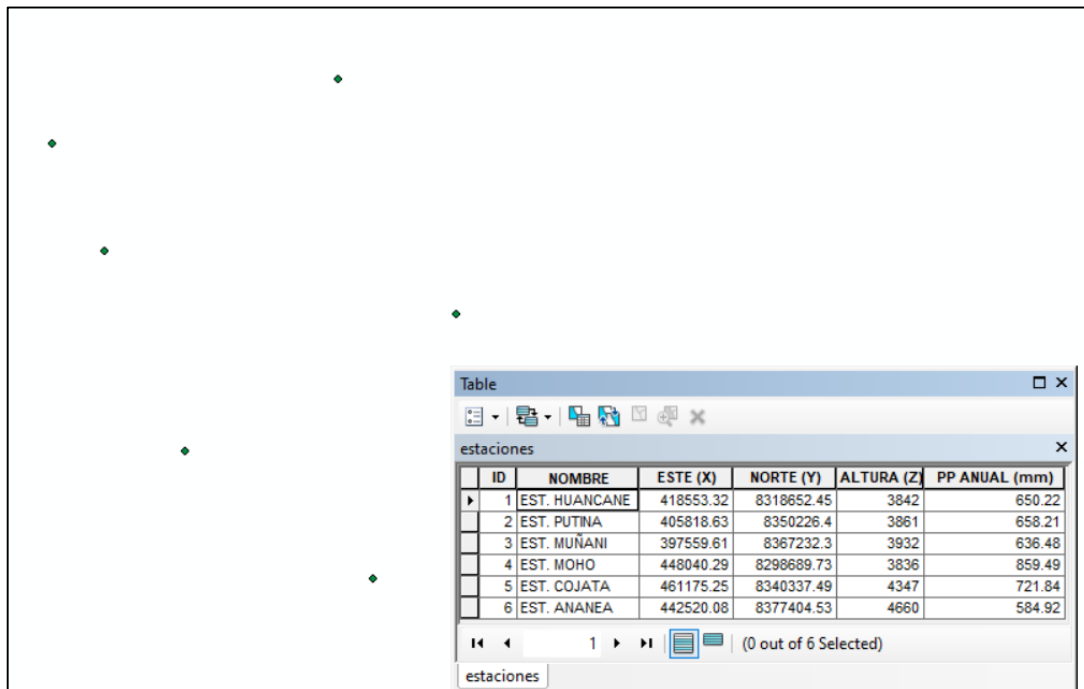 Table
estaciones
ID NOMBRE ESTE (X) NORTE (Y) ALTURA (Z) PP ANUAL (mm)
1 EST. HUANCANE 418553.32 8318652.45 3842 650.22
2 EST. PUTINA 405818.63 8350226.4 3861 658.21
3 EST. MUÑANI 397559.61 8367232.3 3932 636.48
4 EST. MOHO 448040.29 8298689.73 3836 859.49
5 EST. COJATA 461175.25 8340337.49 4347 721.84
6 EST. ANANEA 442520.08 8377404.53 4660 584.92
1 (0 out of 6 Selected)
estaciones